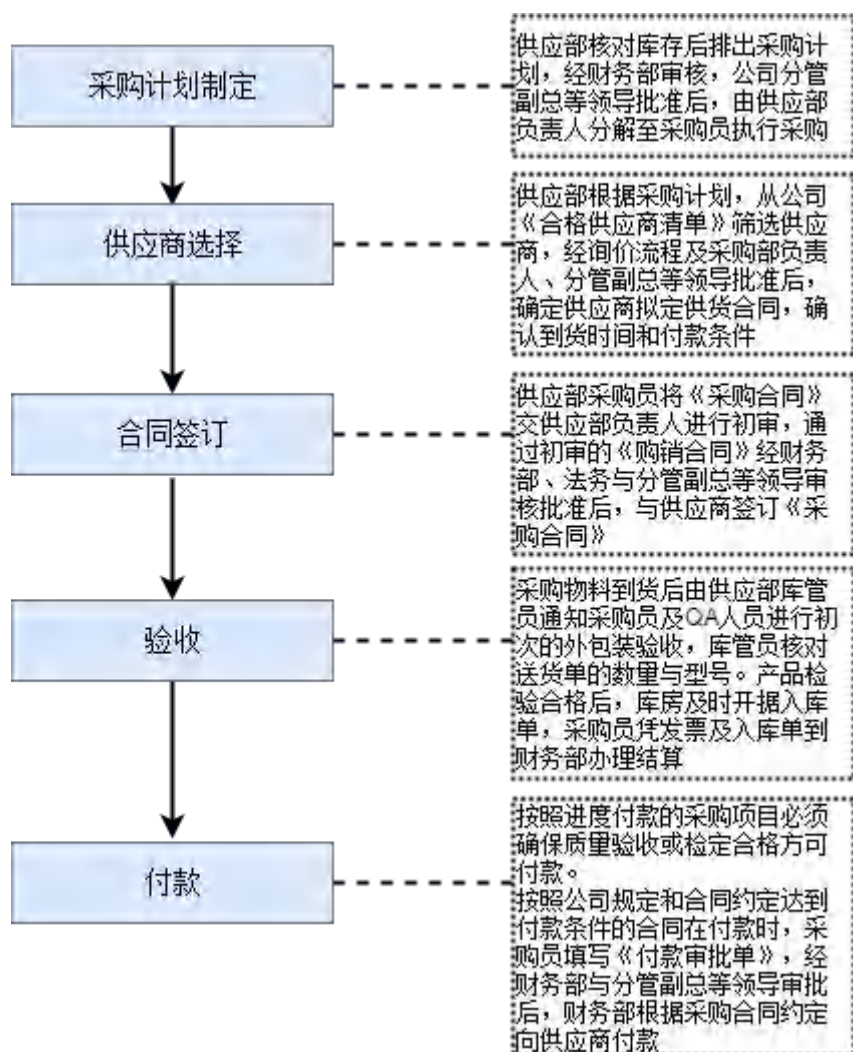 采购计划制定
供应部核对库存后排出采购计
划，经财务部审核，公司分管
副总等领导批准后，由供应部
负责人分解至采购员执行采购
供应商选择
供应部根据采购计划，从公司
《合格供应商清单》筛选供应
商，经询价流程及采购部负责
人、分管副总等领导批准后，
确定供应商拟定供货合同，确
认到货时间和付款条件
合同签订
供应部采购员将《采购合同》
交供应部负责人进行初审，通
过初审的《购销合同》经财务
部、法务与分管副总等领导审
核批准后，与供应商签订《采
购合同》
验收
采购物料到货后由供应部库管
员通知采购员及QA人员进行初
次的外包装验收，库管员核对
送货单的数量与型号。产品检
验合格后，库房及时开据入库
单，采购员凭发票及入库单到
财务部办理结算
付款
按照进度付款的采购项目必须
确保质量验收或检定合格方可
付款。
按照公司规定和合同约定达到
付款条件的合同在付款时，采
购员填写《付款审批单》，经
财务部与分管副总等领导审批
后，财务部根据采购合同约定
向供应商付款